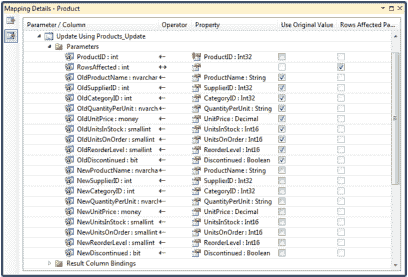 Mapping Details - Product
Parameter / Column Operator Property Use Original Value Rows Affected Pa...
Update Using Products_Update
Parameters
ProductID : int ← ProductID : Int32
RowsAffected : int ↔
OldProductName : nvarchar ← ProductName : String
OldSupplierID : int ← SupplierID : Int32
OldCategoryID : int ← CategoryID : Int32
OldQuantityPerUnit : nvarc ← QuantityPerUnit : String
OldUnitPrice : money ← UnitPrice : Decimal
OldUnitsInStock : smallint ← UnitsInStock : Int16
OldUnitsOnOrder : smallint ← UnitsOnOrder : Int16
OldReorderLevel : smallint ← ReorderLevel : Int16
OldDiscontinued : bit ← Discontinued : Boolean
NewProductName : nvarcha ← ProductName : String
NewSupplierID : int ← SupplierID : Int32
NewCategoryID : int ← CategoryID : Int32
NewQuantityPerUnit : nvar ← QuantityPerUnit : String
NewUnitPrice : money ← UnitPrice : Decimal
NewUnitsInStock : smallint ← UnitsInStock : Int16
NewUnitsOnOrder : smallint ← UnitsOnOrder : Int16
NewReorderLevel : smallint ← ReorderLevel : Int16
NewDiscontinued : bit ← Discontinued : Boolean
Result Column Bindings